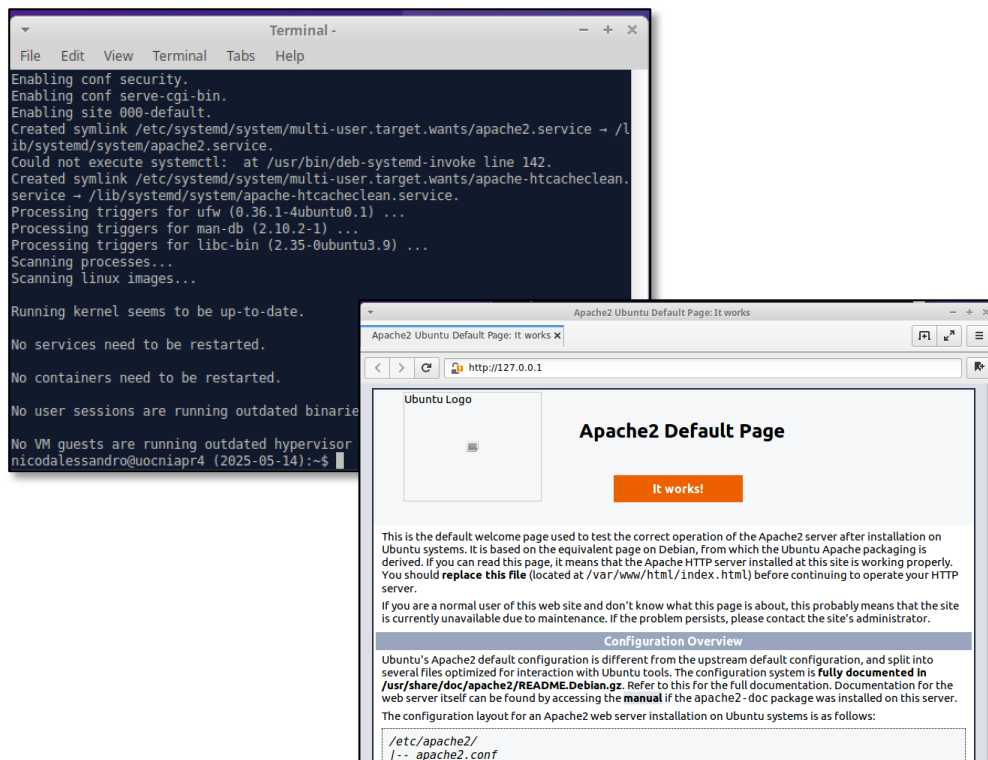 Terminal -
File Edit View Terminal Tabs Help
Enabling conf security.
Enabling conf serve-cgi-bin.
Enabling site 000-default.
Created symlink /etc/systemd/system/multi-user.target.wants/apache2.service → /l
ib/systemd/system/apache2.service.
Could not execute systemctl:  at /usr/bin/deb-systemd-invoke line 142.
Created symlink /etc/systemd/system/multi-user.target.wants/apache-htcacheclean.
service → /lib/systemd/system/apache-htcacheclean.service.
Processing triggers for ufw (0.36.1-4ubuntu0.1) ...
Processing triggers for man-db (2.10.2-1) ...
Processing triggers for libc-bin (2.35-0ubuntu3.9) ...
Scanning processes...
Scanning linux images...
Running kernel seems to be up-to-date.
No services need to be restarted.
No containers need to be restarted.
No user sessions are running outdated binarie
No VM guests are running outdated hypervisor
nicodalessandro@uocniapr4 (2025-05-14):~$
Apache2 Ubuntu Default Page: It works
Apache2 Ubuntu Default Page: It works
http://127.0.0.1
Ubuntu Logo
Apache2 Default Page
It works!
This is the default welcome page used to test the correct operation of the Apache2 server after installation on
Ubuntu systems. It is based on the equivalent page on Debian, from which the Ubuntu Apache packaging is
derived. If you can read this page, it means that the Apache HTTP server installed at this site is working properly.
You should replace this file (located at /var/www/html/index.html) before continuing to operate your HTTP
server.
If you are a normal user of this web site and don't know what this page is about, this probably means that the site
is currently unavailable due to maintenance. If the problem persists, please contact the site's administrator.
Configuration Overview
Ubuntu's Apache2 default configuration is different from the upstream default configuration, and split into
several files optimized for interaction with Ubuntu tools. The configuration system is fully documented in
/usr/share/doc/apache2/README.Debian.gz. Refer to this for the full documentation. Documentation for the
web server itself can be found by accessing the manual if the apache2-doc package was installed on this server.
The configuration layout for an Apache2 web server installation on Ubuntu systems is as follows:
/etc/apache2/
|-- apache2.conf